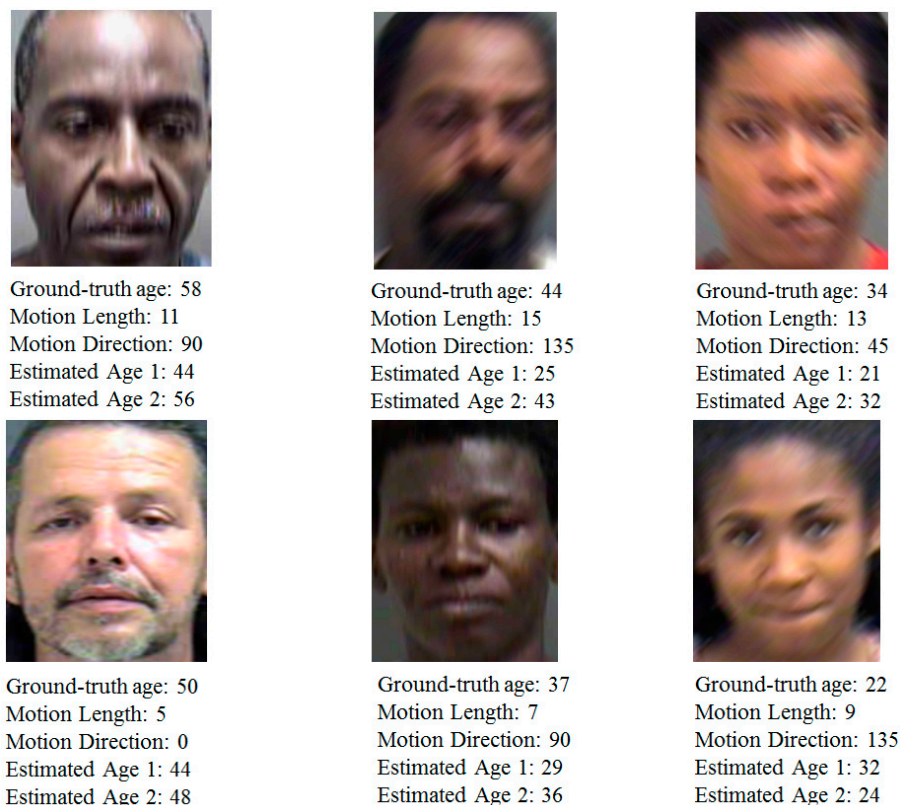 Ground-truth age: 58
Motion Length: 11
Motion Direction: 90
Estimated Age 1: 44
Estimated Age 2: 56
Ground-truth age: 44
Motion Length: 15
Motion Direction: 135
Estimated Age 1: 25
Estimated Age 2: 43
Ground-truth age: 34
Motion Length: 13
Motion Direction: 45
Estimated Age 1: 21
Estimated Age 2: 32
Ground-truth age: 50
Motion Length: 5
Motion Direction: 0
Estimated Age 1: 44
Estimated Age 2: 48
Ground-truth age: 37
Motion Length: 7
Motion Direction: 90
Estimated Age 1: 29
Estimated Age 2: 36
Ground-truth age: 22
Motion Length: 9
Motion Direction: 135
Estimated Age 1: 32
Estimated Age 2: 24